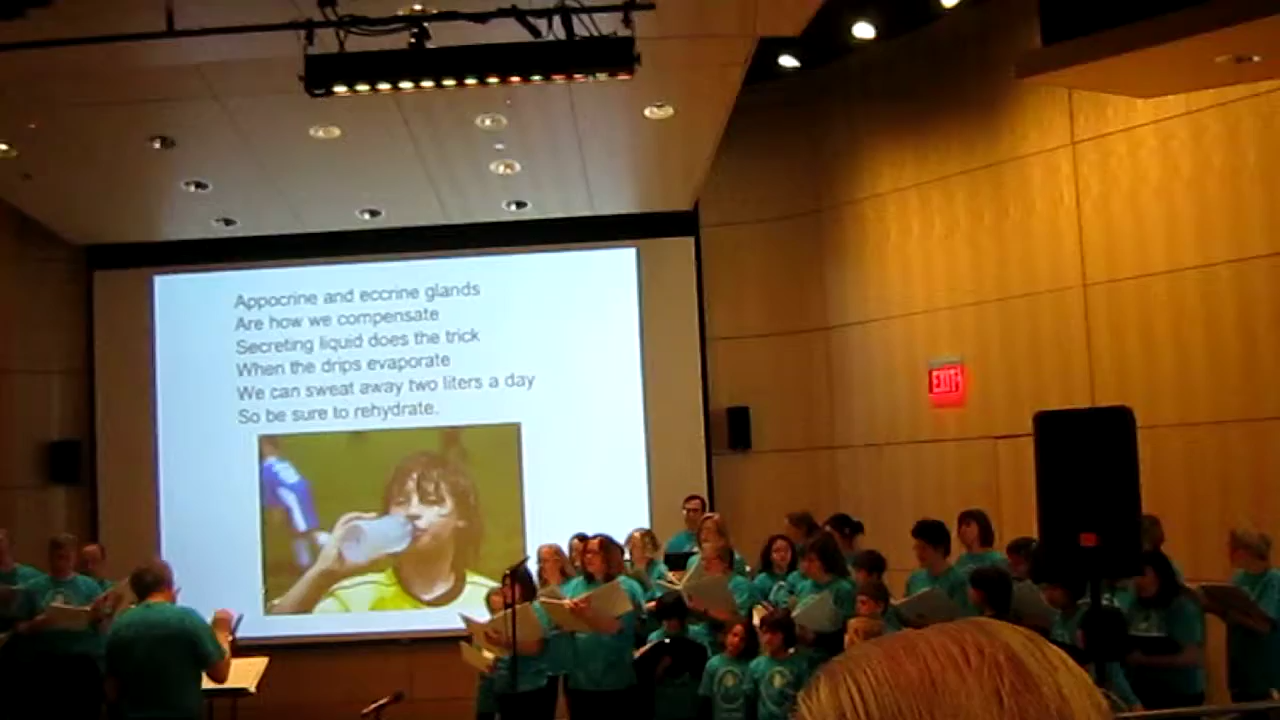 Appocrine and eccrine glands
Are how we compensate
Secreting liquid does the trick
When the drips evaporate
We can sweat away two liters a day
So be sure to rehydrate.
EXIT